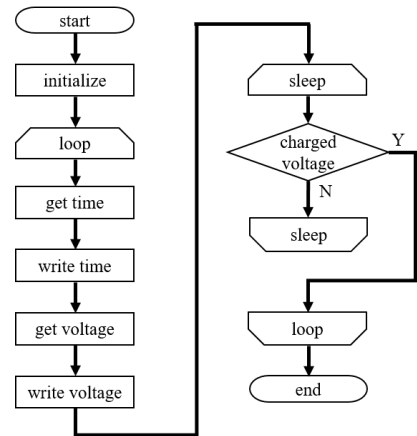 start
initialize
loop
get time
write time
get voltage
write voltage
sleep
charged
voltage
Y
N
sleep
loop
end